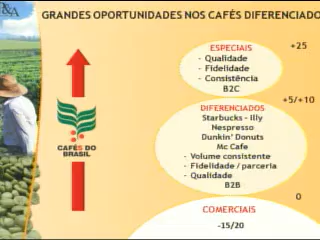 P&A
GRANDES OPORTUNIDADES NOS CAFÉS DIFERENCIADO
ESPECIAIS
- Qualidade
- Fidelidade
- Consistência
B2C
+25
+5/+10
DIFERENCIADOS
Starbucks - illy
Nespresso
Dunkin' Donuts
Mc Cafe
- Volume consistente
- Fidelidade / parceria
- Qualidade
B2B
CAFÉS DO
BRASIL
0
COMERCIAIS
-15/20